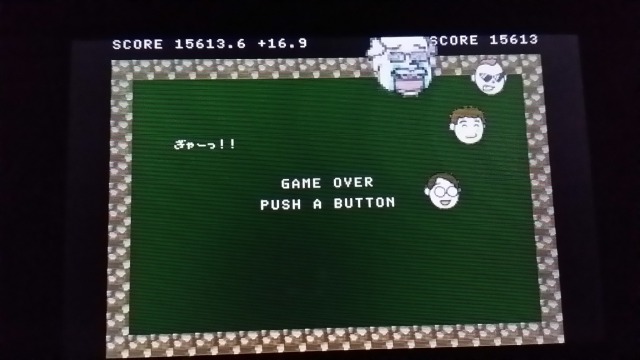 SCORE 15613.6 +16.9
SCORE 15613
ぎゃーっ!!
GAME OVER
PUSH A BUTTON